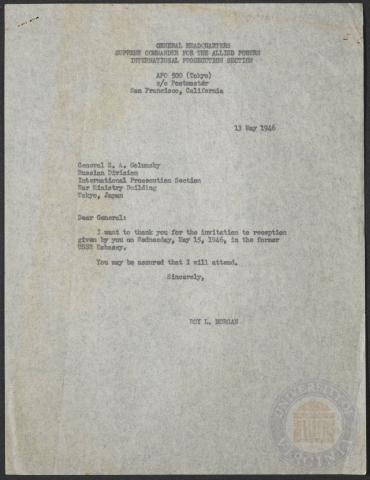 GENERAL HEADQUARTERS
SUPREME COMMANDER FOR THE ALLIED POWERS
INTERNATIONAL PROSECUTION SECTION
APO 500 (Tokyo)
c/o Postmaster
San Francisco, California
13 May 1946
General S. A. Golunsky
Russian Division
International Prosecution Section
War Ministry Building
Tokyo, Japan
Dear General:
I want to thank you for the invitation to reception
given by you on Wednesday, May 15, 1946, in the former
USSR Embassy.
You may be assured that I will attend.
Sincerely,
ROY L. MORGAN
UNIVERSITY OF VIRGINIA